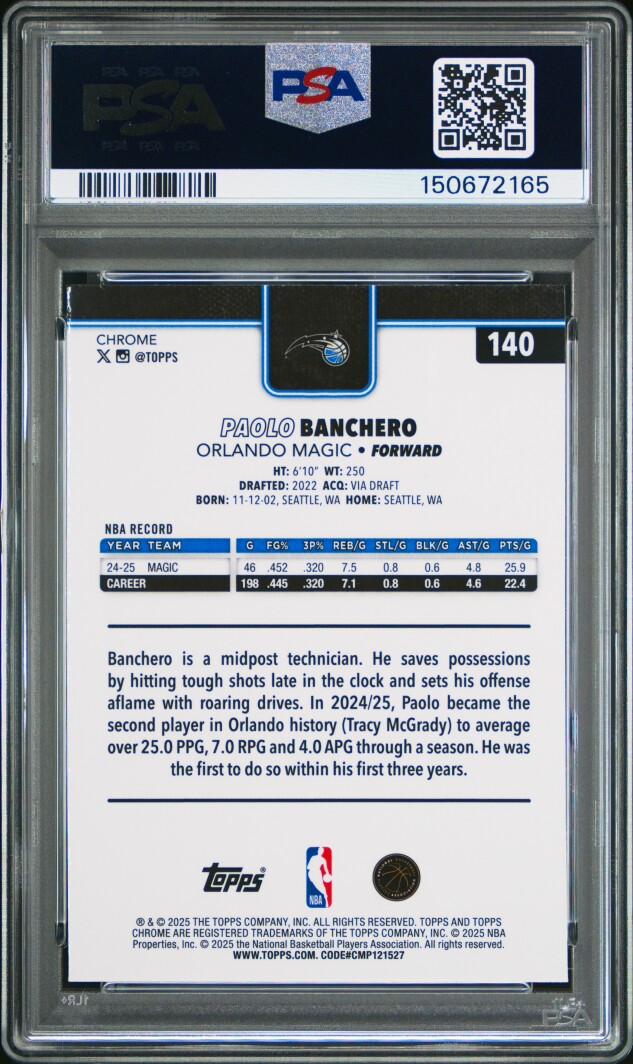 PSA PSA PSA
PSA
PSA PSA PSA
PSA
150672165
CHROME
@TOPPS
140
PAOLO BANCHERO
ORLANDO MAGIC • FORWARD
HT: 6'10" WT: 250
DRAFTED: 2022 ACQ: VIA DRAFT
BORN: 11-12-02, SEATTLE, WA HOME: SEATTLE, WA
NBA RECORD
YEAR TEAM G FG% 3P% REB/G STL/G BLK/G AST/G PTS/G
24-25 MAGIC 46 .452 .320 7.5 0.8 0.6 4.8 25.9
CAREER 198 .445 .320 7.1 0.8 0.6 4.6 22.4
Banchero is a midpost technician. He saves possessions
by hitting tough shots late in the clock and sets his offense
aflame with roaring drives. In 2024/25, Paolo became the
second player in Orlando history (Tracy McGrady) to average
over 25.0 PPG, 7.0 RPG and 4.0 APG through a season. He was
the first to do so within his first three years.
Topps®
NBA
® & © 2025 THE TOPPS COMPANY, INC. ALL RIGHTS RESERVED. TOPPS AND TOPPS
CHROME ARE REGISTERED TRADEMARKS OF THE TOPPS COMPANY, INC. © 2025 NBA
Properties, Inc. © 2025 the National Basketball Players Association. All rights reserved.
WWW.TOPPS.COM. CODE#CMP121527
PSA